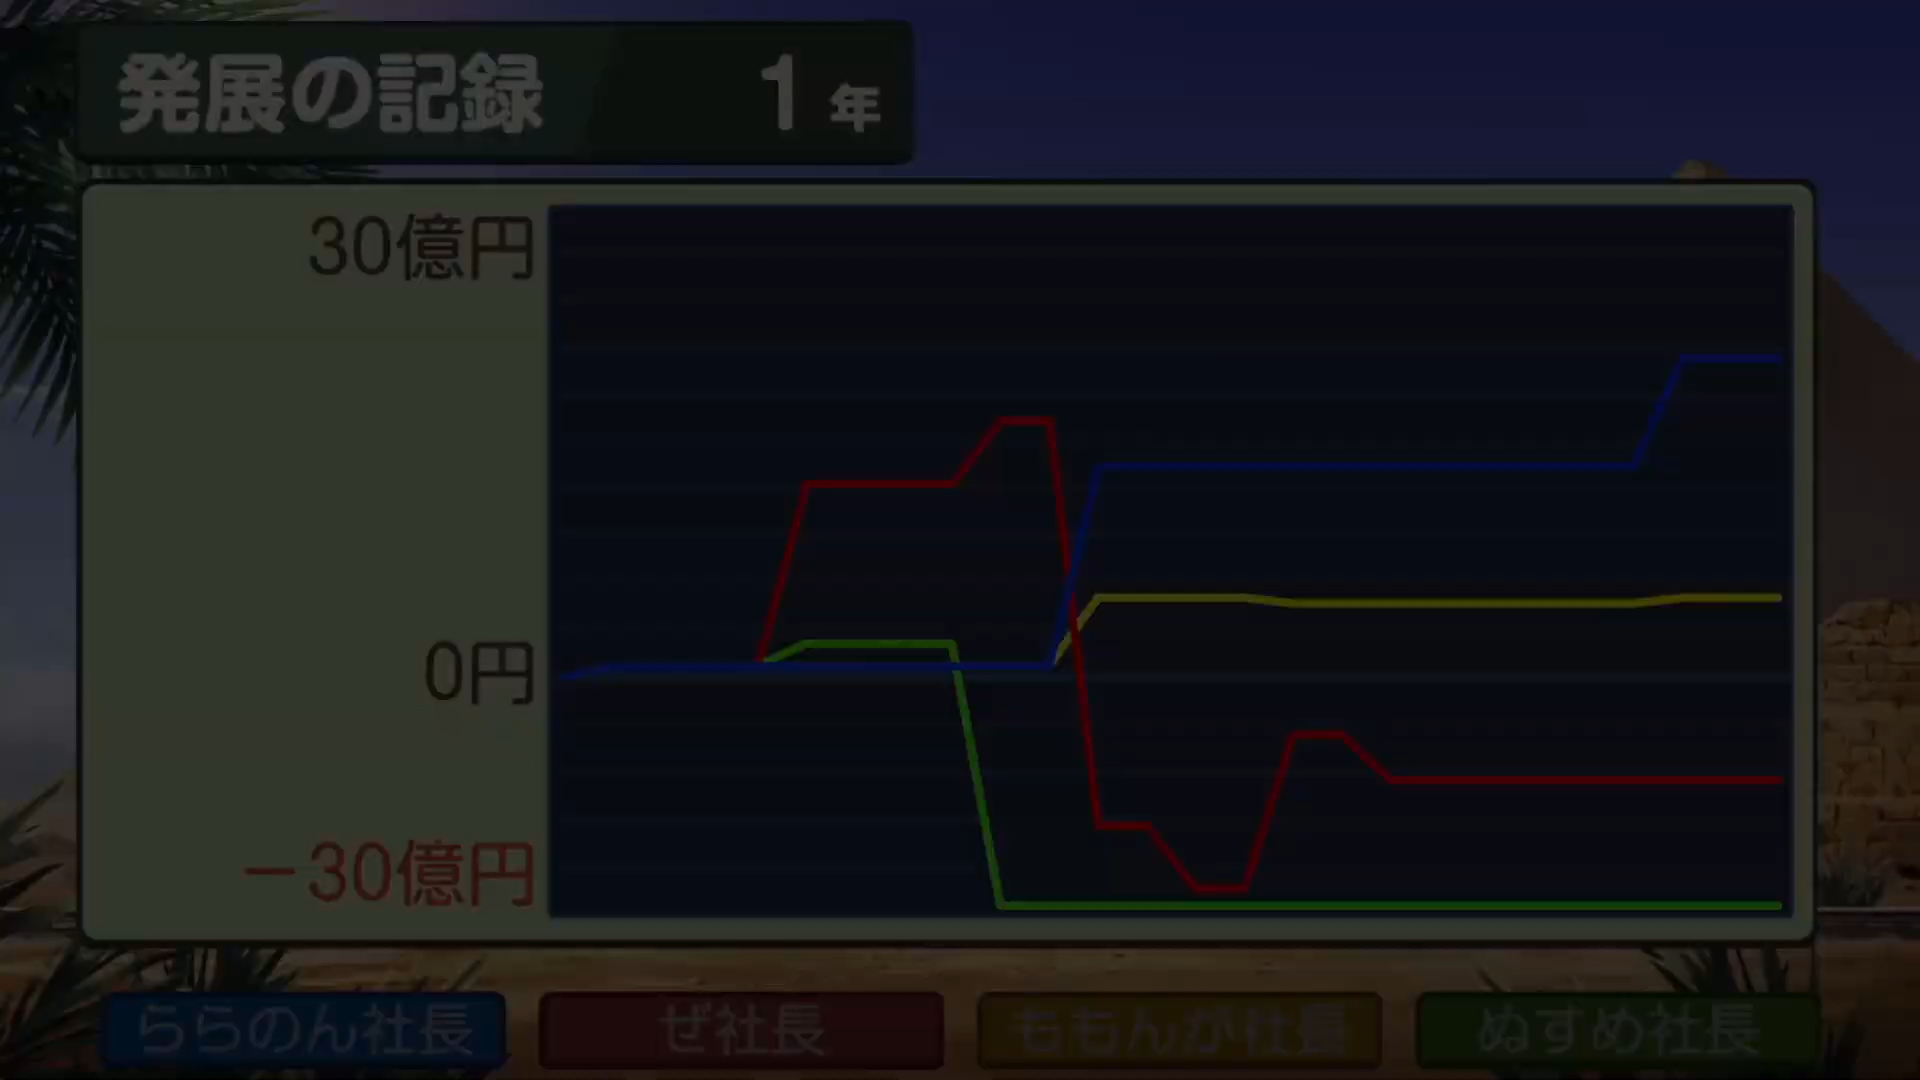 発展の記録 1年
30億円
0円
-30億円
ららのん社長 ぜ社長 ももんが社長 ぬすめ社長